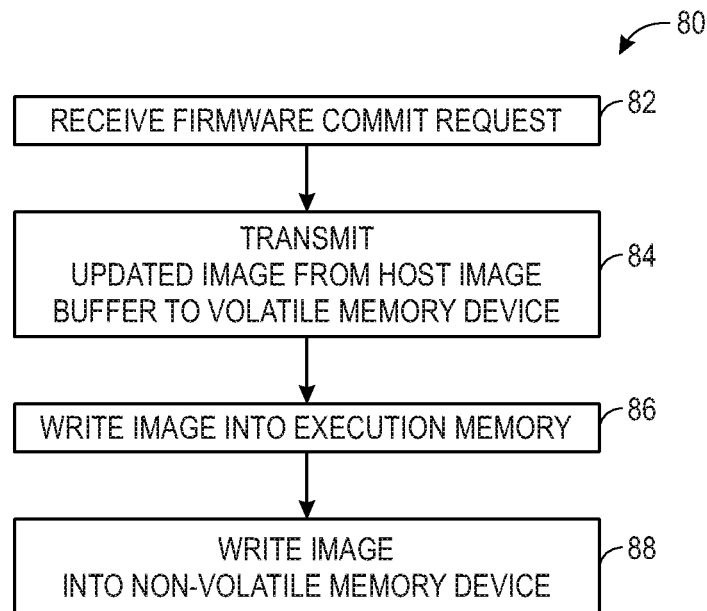 80
RECEIVE FIRMWARE COMMIT REQUEST
82
TRANSMIT
UPDATED IMAGE FROM HOST IMAGE
BUFFER TO VOLATILE MEMORY DEVICE
84
WRITE IMAGE INTO EXECUTION MEMORY
86
WRITE IMAGE
INTO NON-VOLATILE MEMORY DEVICE
88